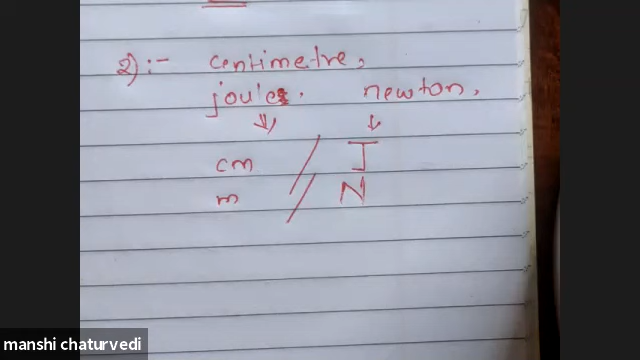 2):- centimetre,
joules. newton,
cm // J
m // N
manshi chaturvedi